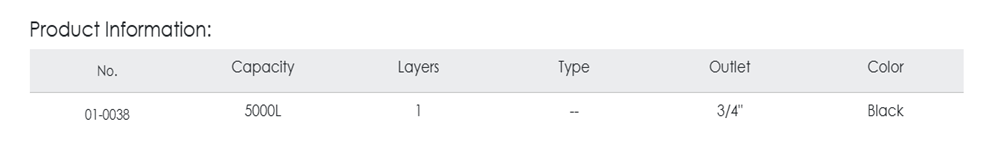 Product Information:
No. Capacity Layers Type Outlet Color
01-0038 5000L 1 -- 3/4" Black